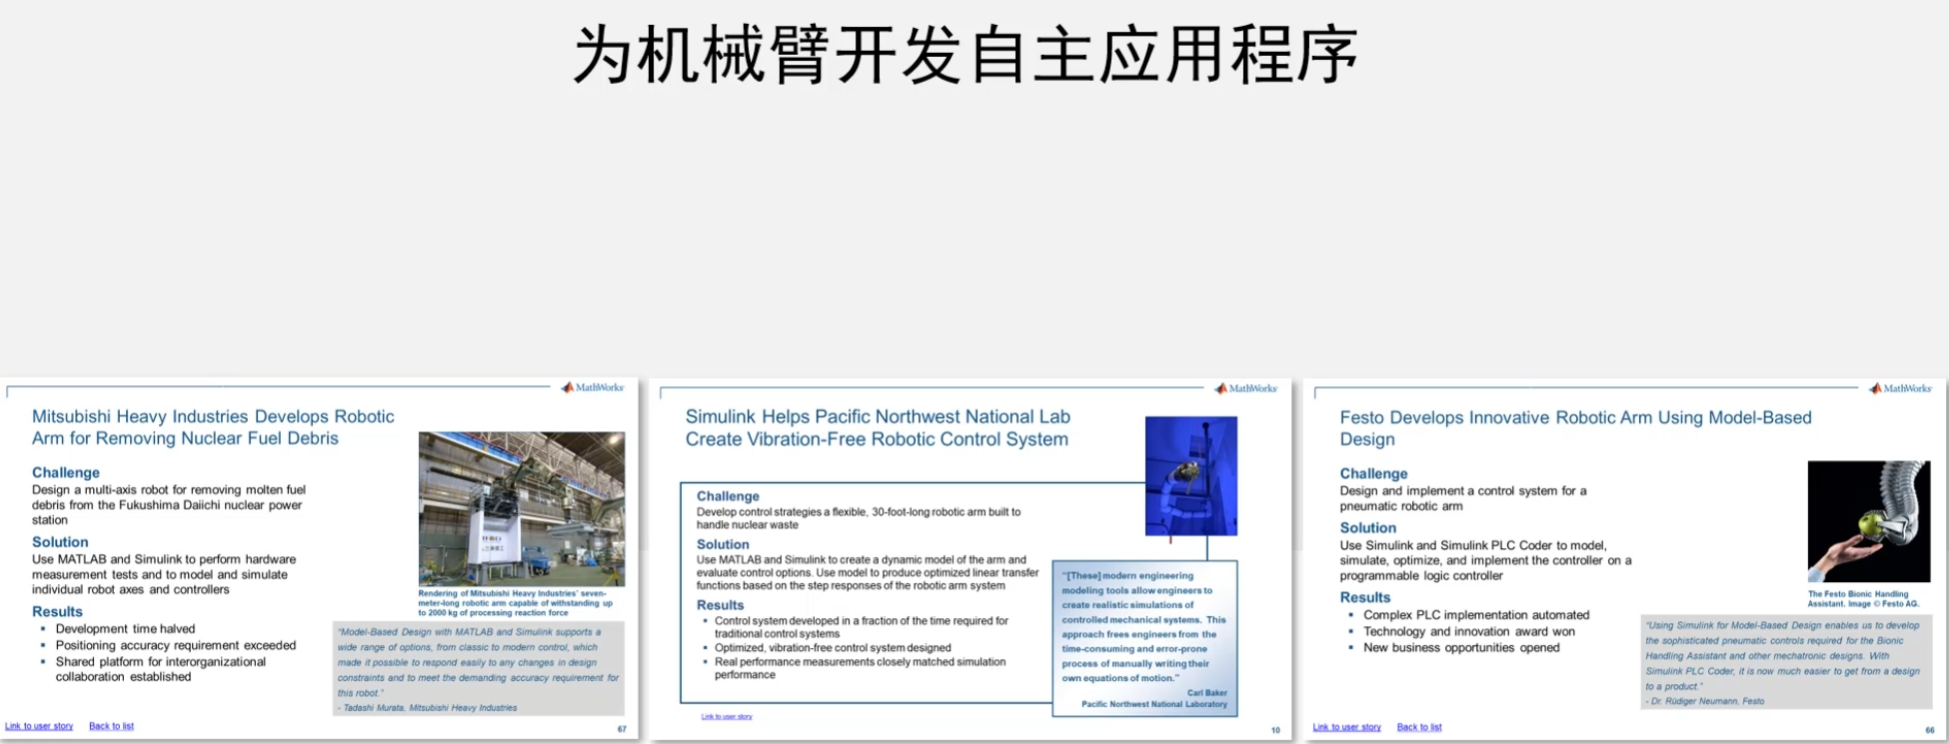 为机械臂开发自主应用程序
MathWorks
Mitsubishi Heavy Industries Develops Robotic
Arm for Removing Nuclear Fuel Debris
Challenge
Design a multi-axis robot for removing molten fuel
debris from the Fukushima Daiichi nuclear power
station
Solution
Use MATLAB and Simulink to perform hardware
measurement tests and to model and simulate
individual robot axes and controllers
Results
▪ Development time halved
▪ Positioning accuracy requirement exceeded
▪ Shared platform for interorganizational
collaboration established
Rendering of Mitsubishi Heavy Industries' seven-
meter-long robotic arm capable of withstanding up
to 2000 kg of processing reaction force
"Model-Based Design with MATLAB and Simulink supports a
wide range of options, from classic to modern control, which
made it possible to respond easily to any changes in design
constraints and to meet the demanding accuracy requirement for
this robot."
- Tadashi Murata, Mitsubishi Heavy Industries
Link to user story Back to list
67
MathWorks
Simulink Helps Pacific Northwest National Lab
Create Vibration-Free Robotic Control System
Challenge
Develop control strategies a flexible, 30-foot-long robotic arm built to
handle nuclear waste
Solution
Use MATLAB and Simulink to create a dynamic model of the arm and
evaluate control options. Use model to produce optimized linear transfer
functions based on the step responses of the robotic arm system
Results
▪ Control system developed in a fraction of the time required for
traditional control systems
▪ Optimized, vibration-free control system designed
▪ Real performance measurements closely matched simulation
performance
"[These] modern engineering
modeling tools allow engineers to
create realistic simulations of
controlled mechanical systems. This
approach frees engineers from the
time-consuming and error-prone
process of manually writing their
own equations of motion."
Carl Baker
Pacific Northwest National Laboratory
Link to user story
10
MathWorks
Festo Develops Innovative Robotic Arm Using Model-Based
Design
Challenge
Design and implement a control system for a
pneumatic robotic arm
Solution
Use Simulink and Simulink PLC Coder to model,
simulate, optimize, and implement the controller on a
programmable logic controller
Results
▪ Complex PLC implementation automated
▪ Technology and innovation award won
▪ New business opportunities opened
The Festo Bionic Handling
Assistant. Image © Festo AG.
"Using Simulink for Model-Based Design enables us to develop
the sophisticated pneumatic controls required for the Bionic
Handling Assistant and other mechatronic designs. With
Simulink PLC Coder, it is now much easier to get from a design
to a product."
- Dr. Rüdiger Neumann, Festo
Link to user story Back to list
66